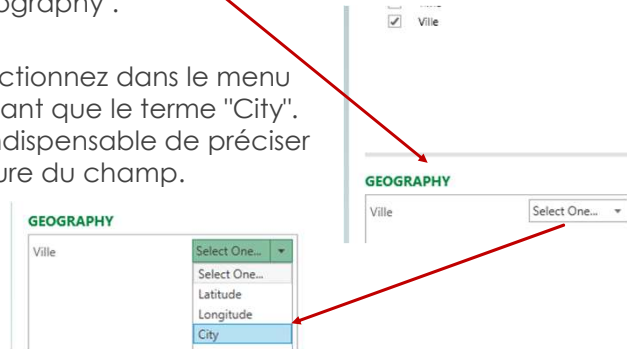 ography".
Ville
ctionnez dans le menu
ant que le terme "City".
ndispensable de préciser
ure du champ.
GEOGRAPHY
Ville Select One...
GEOGRAPHY
Ville Select One...
Select One...
Latitude
Longitude
City